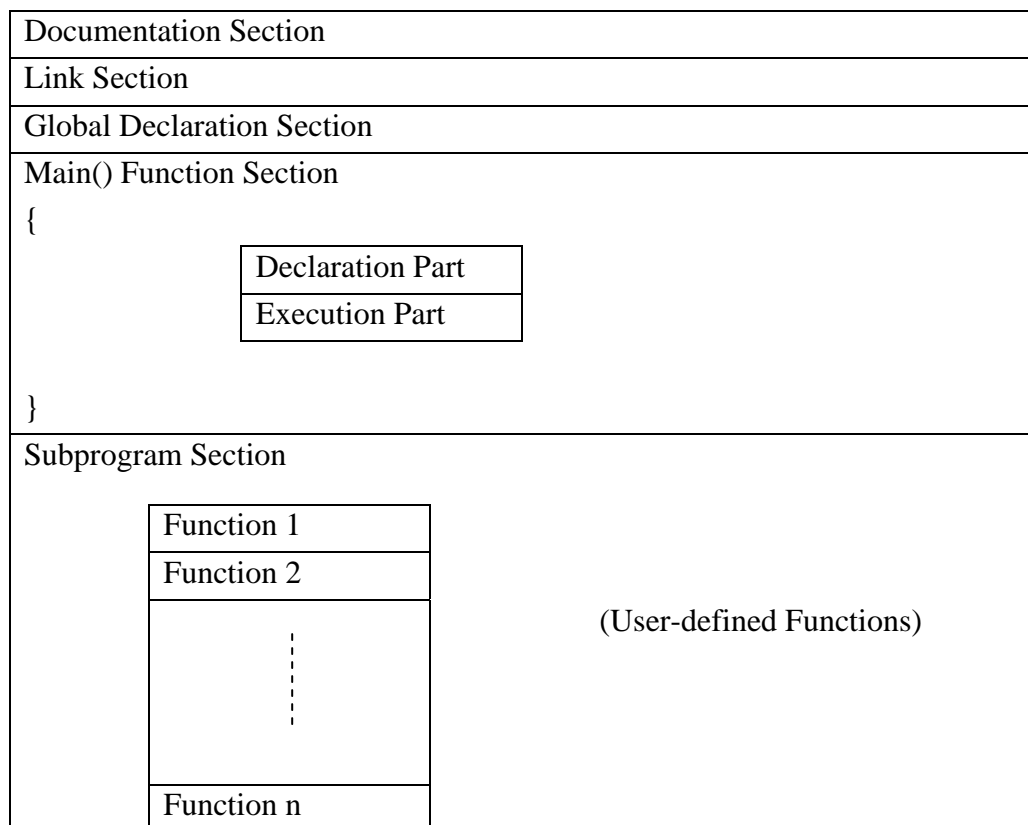 Documentation Section
Link Section
Global Declaration Section
Main() Function Section
{
Declaration Part
Execution Part
}
Subprogram Section
Function 1
Function 2
(User-defined Functions)
Function n